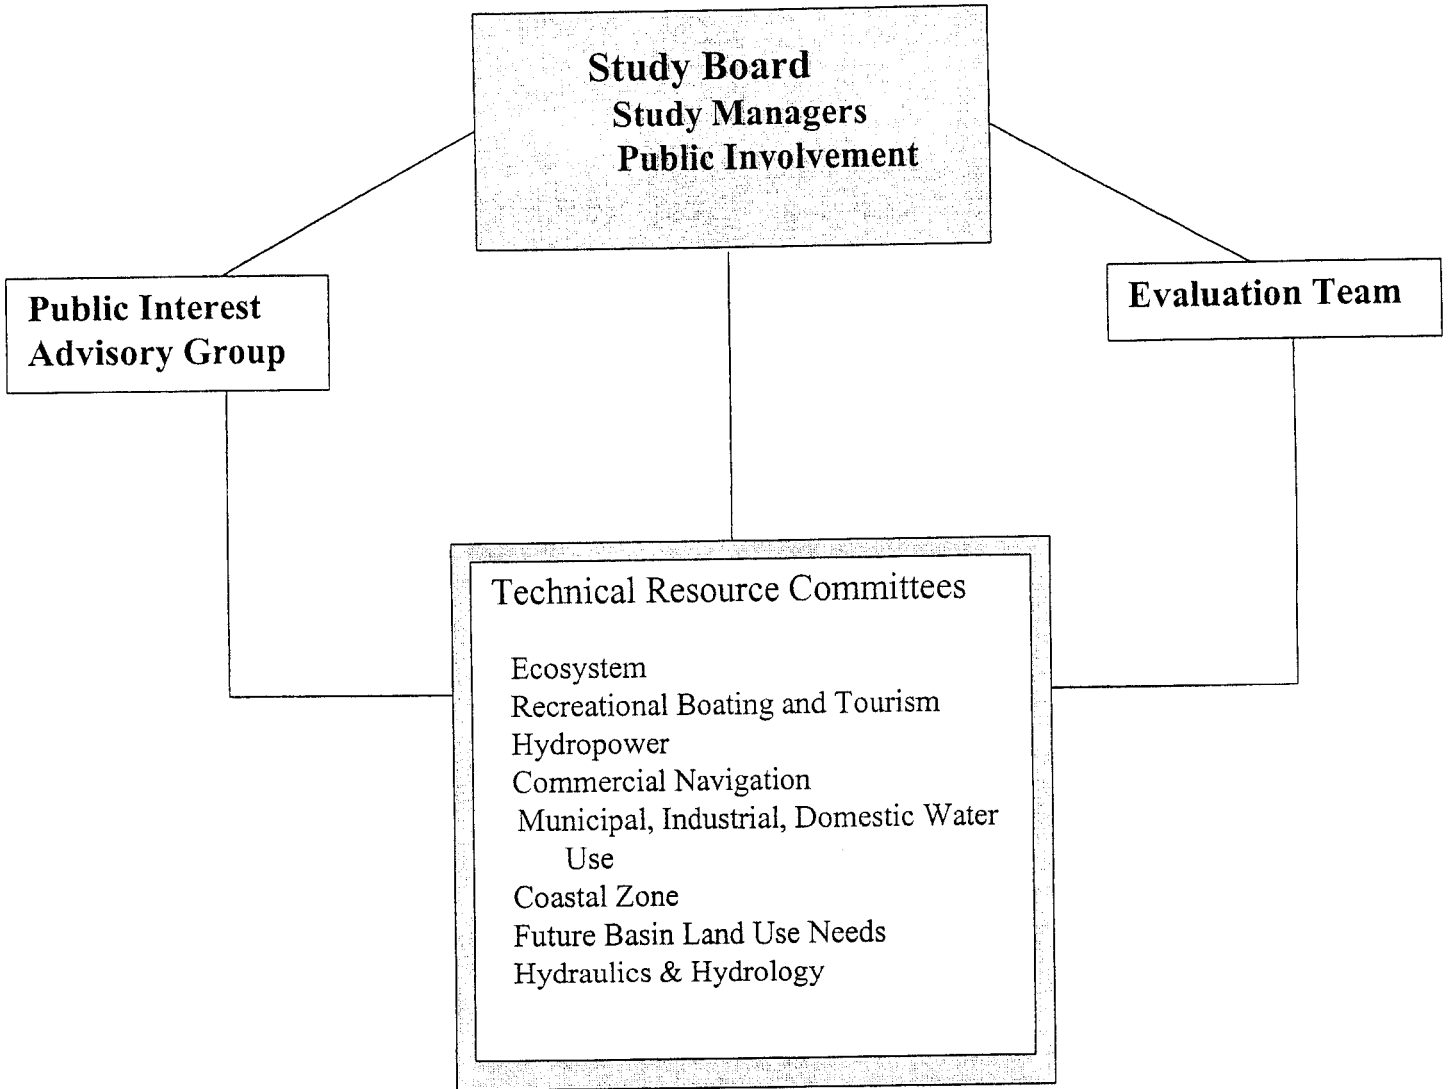 Study Board
Study Managers
Public Involvement
Public Interest
Advisory Group
Evaluation Team
Technical Resource Committees
Ecosystem
Recreational Boating and Tourism
Hydropower
Commercial Navigation
Municipal, Industrial, Domestic Water
Use
Coastal Zone
Future Basin Land Use Needs
Hydraulics & Hydrology